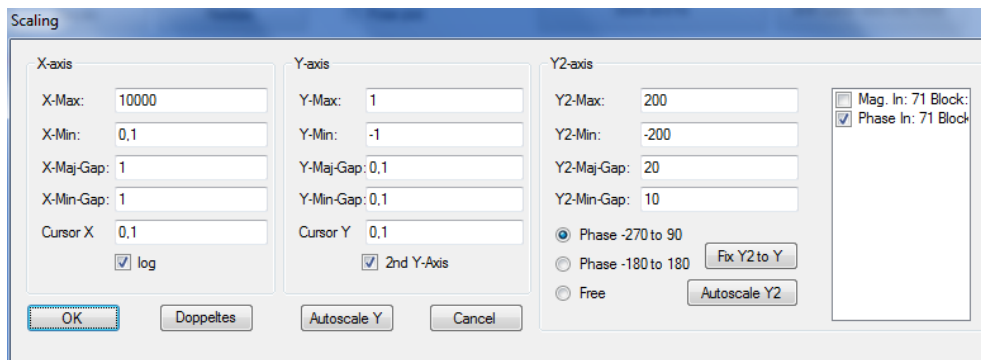 Scaling
X-axis
X-Max: 10000
X-Min: 0,1
X-Maj-Gap: 1
X-Min-Gap: 1
Cursor X 0,1
log
OK
Doppeltes
Y-axis
Y-Max: 1
Y-Min: -1
Y-Maj-Gap: 0,1
Y-Min-Gap: 0,1
Cursor Y 0,1
2nd Y-Axis
Autoscale Y
Cancel
Y2-axis
Y2-Max: 200
Y2-Min: -200
Y2-Maj-Gap: 20
Y2-Min-Gap: 10
Phase -270 to 90
Phase -180 to 180
Free
Fix Y2 to Y
Autoscale Y2
Mag. In: 71 Block:
Phase In: 71 Block